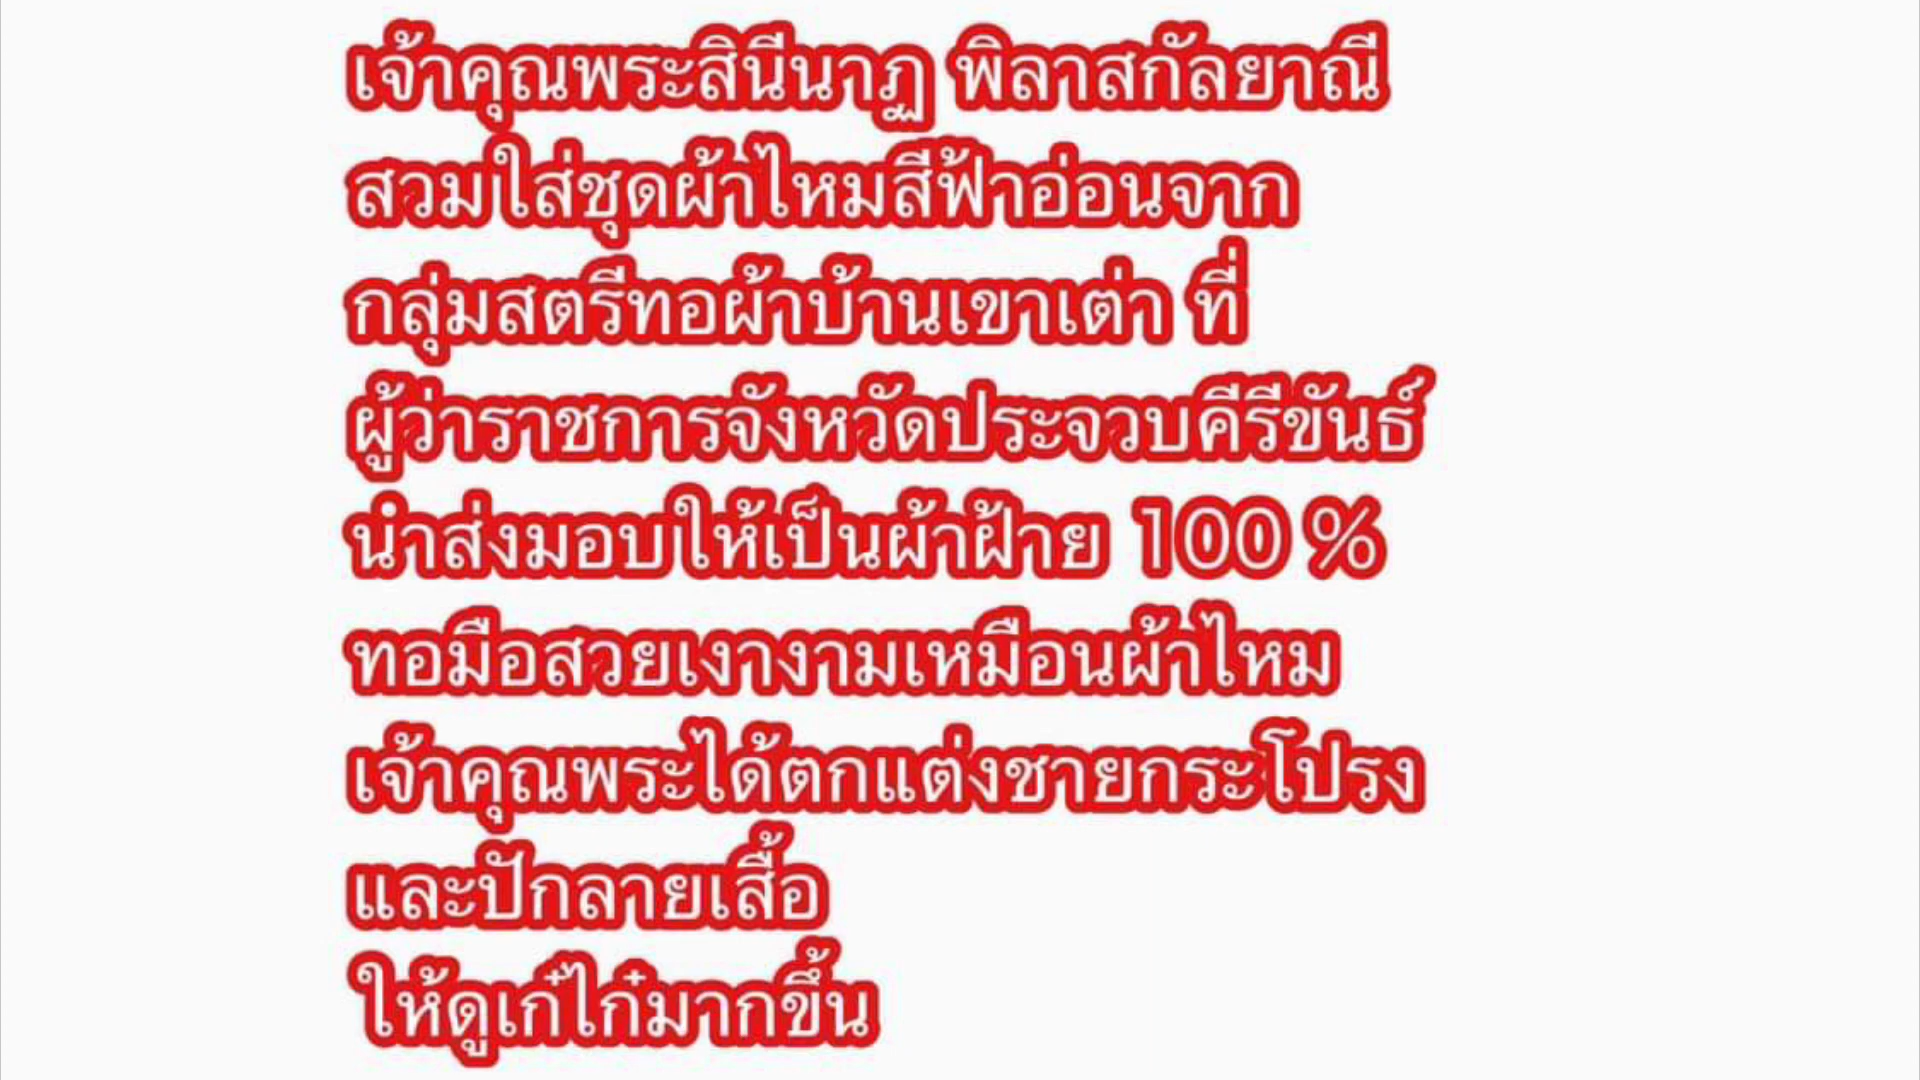 เจ้าคุณพระสินีนาฏ พิลาสกัลยาณี
สวมใส่ชุดผ้าไหมสีฟ้าอ่อนจาก
กลุ่มสตรีทอผ้าบ้านเขาเต่า ที่
ผู้ว่าราชการจังหวัดประจวบคีรีขันธ์
นำส่งมอบให้เป็นผ้าฝ้าย 100 %
ทอมือสวยเงางามเหมือนผ้าไหม
เจ้าคุณพระได้ตกแต่งชายกระโปรง
และปักลายเสื้อ
ให้ดูเก๋ไก๋มากขึ้น